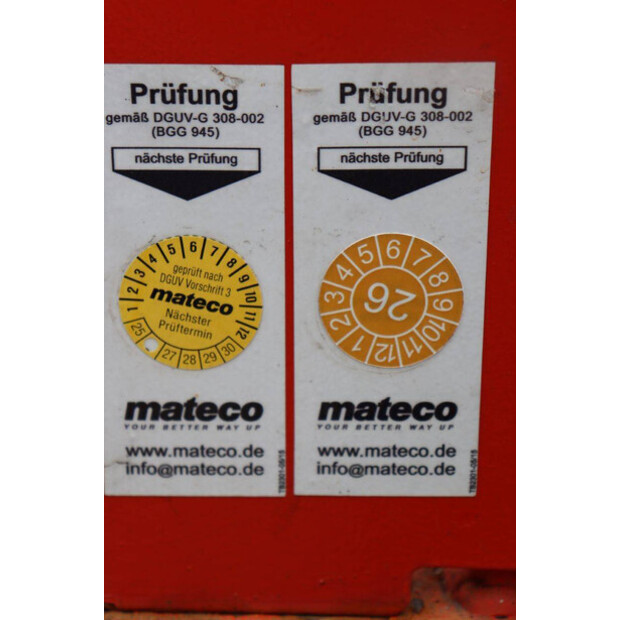 Prüfung
gemäß DGUV-G 308-002
(BGG 945)
nächste Prüfung
1 2 3 4 5 6 7 8 9 10 11 12
geprüft nach
DGUV Vorschrift 3
mateco
Nächster
Prüftermin
25 27 28 29 30
mateco
YOUR BETTER WAY UP
www.mateco.de
info@mateco.de
TB2301-05/15
Prüfung
gemäß DGUV-G 308-002
(BGG 945)
nächste Prüfung
1 2 3 4 5 6 7 8 9 10 11 12
26
mateco
YOUR BETTER WAY UP
www.mateco.de
info@mateco.de